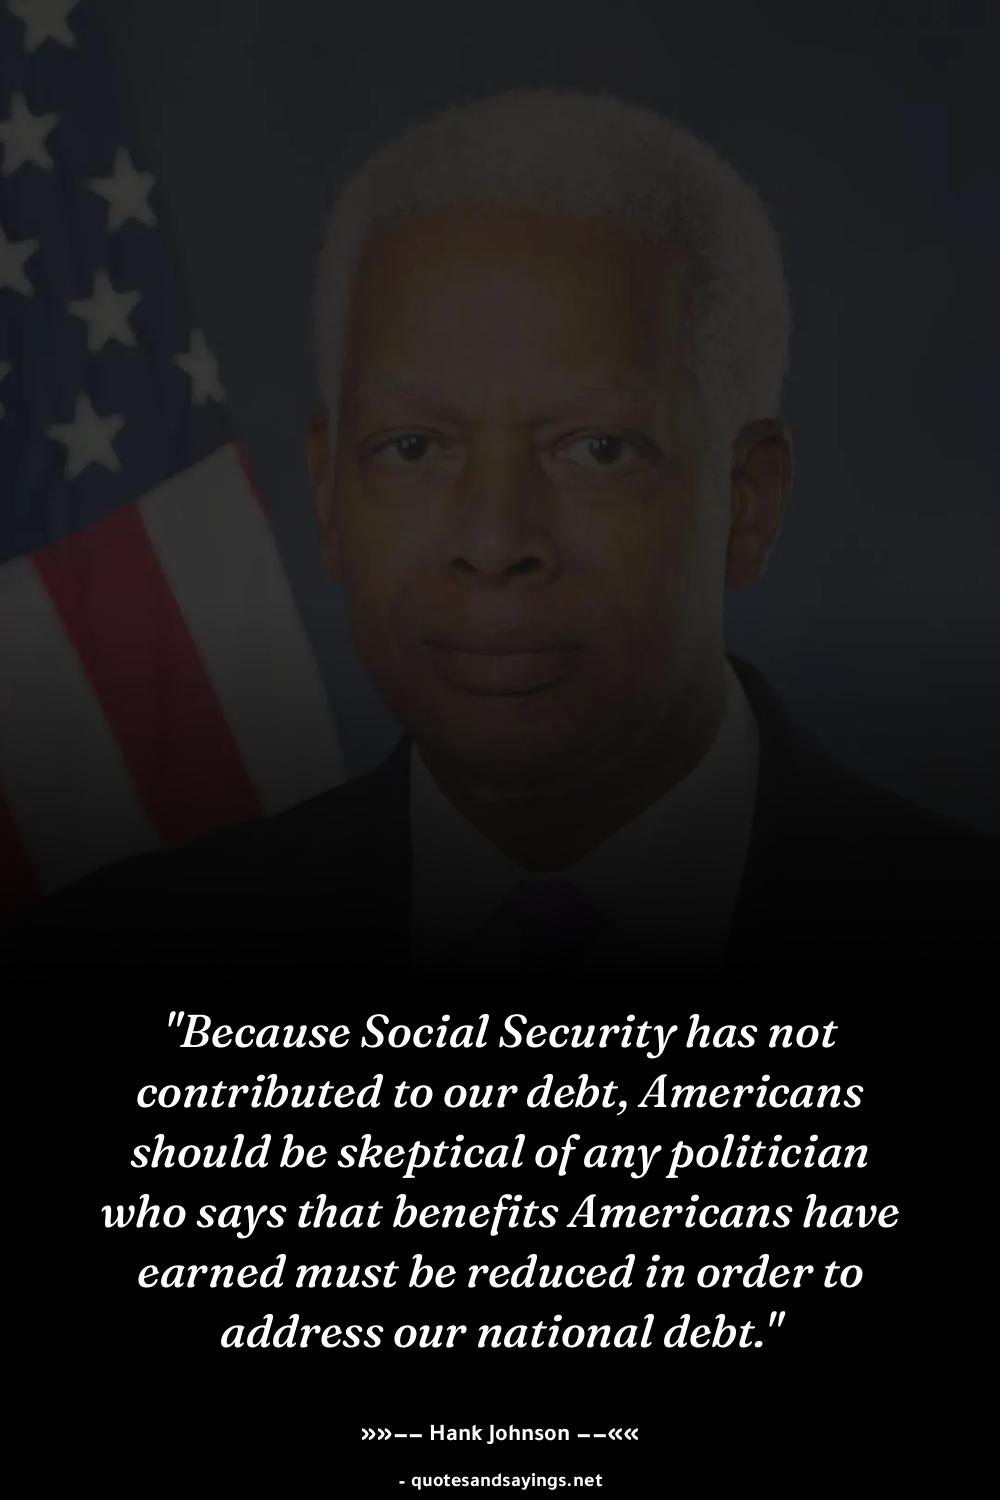 "Because Social Security has not
contributed to our debt, Americans
should be skeptical of any politician
who says that benefits Americans have
earned must be reduced in order to
address our national debt."
»»−− Hank Johnson −−««
- quotesandsayings.net